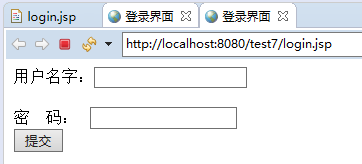 login.jsp 登录界面 登录界面
http://localhost:8080/test7/login.jsp
用户名字：
密 码：
提交